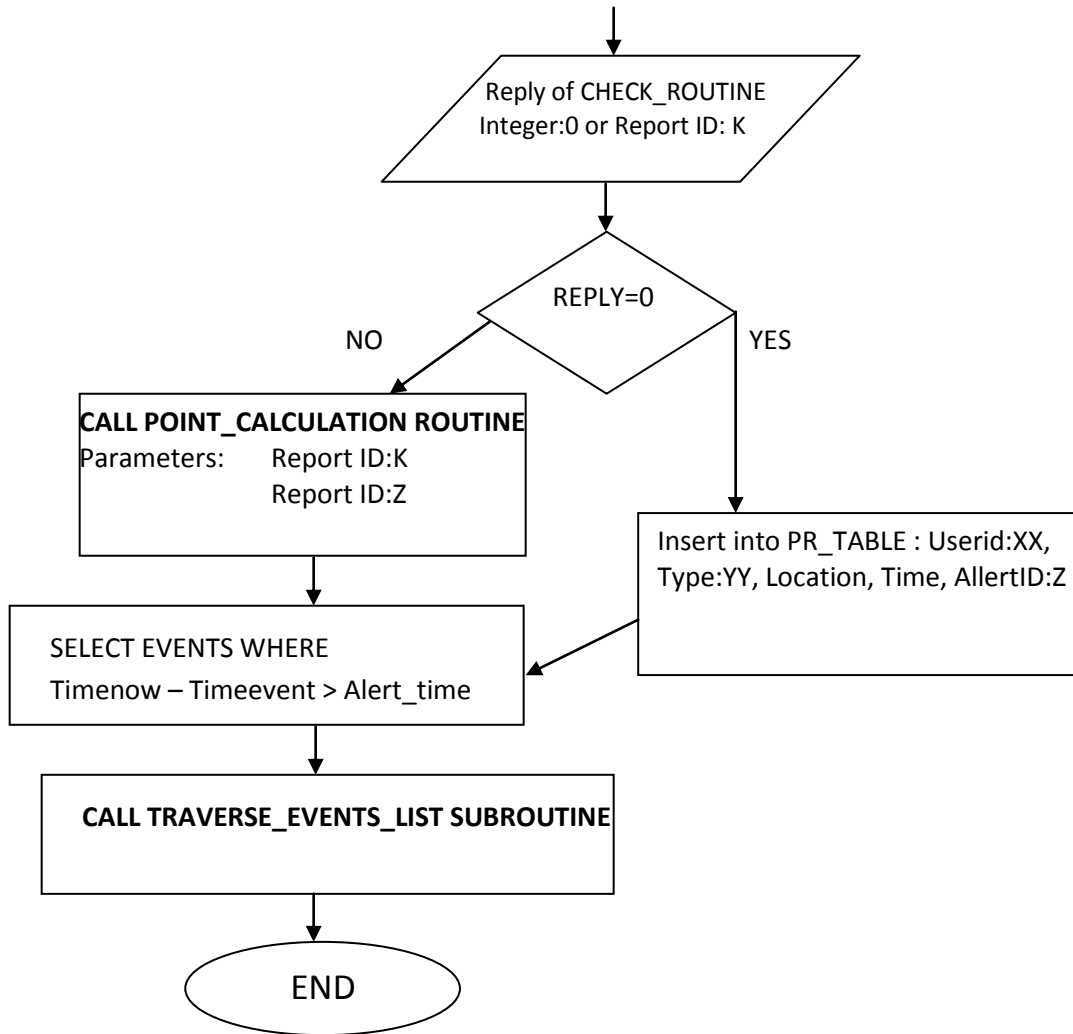 Reply of CHECK_ROUTINE
Integer:0 or Report ID: K
REPLY=0
NO
YES
CALL POINT_CALCULATION ROUTINE
Parameters: Report ID:K
Report ID:Z
Insert into PR_TABLE : Userid:XX,
Type:YY, Location, Time, AllertID:Z
SELECT EVENTS WHERE
Timenow – Timeevent > Alert_time
CALL TRAVERSE_EVENTS_LIST SUBROUTINE
END